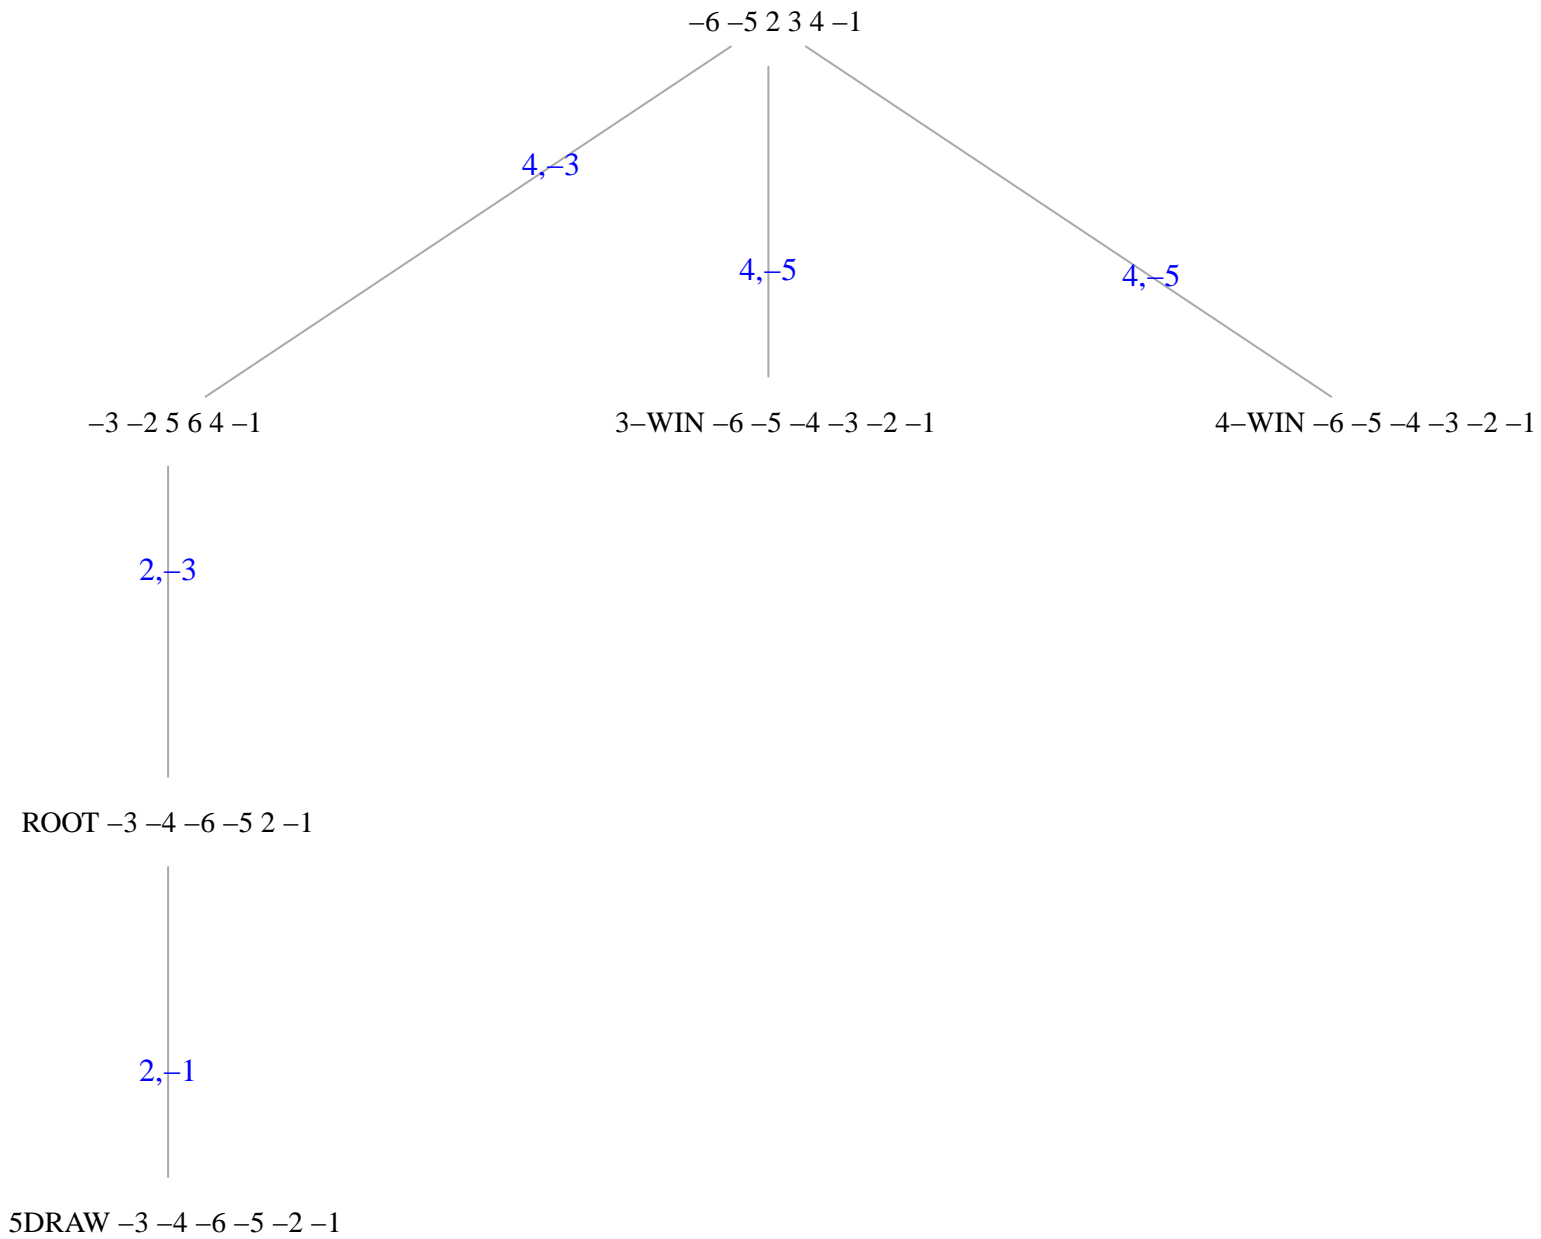 –6 –5 2 3 4 –1
4,–3
4,–5
4,–5
–3 –2 5 6 4 –1
3–WIN –6 –5 –4 –3 –2 –1
4–WIN –6 –5 –4 –3 –2 –1
2,–3
ROOT –3 –4 –6 –5 2 –1
2,–1
5DRAW –3 –4 –6 –5 –2 –1